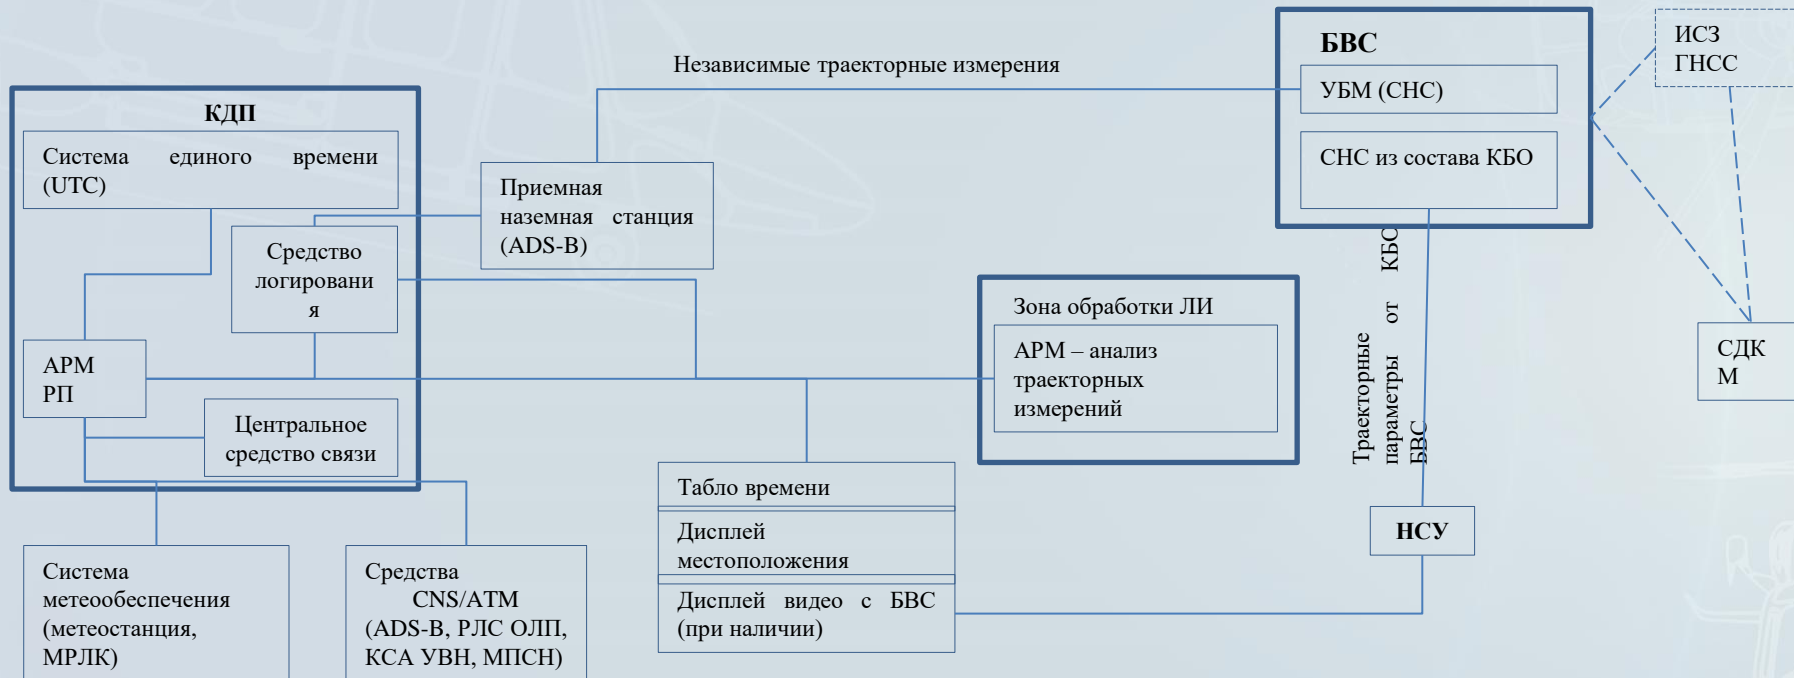 Независимые траекторные измерения
БВС
УБМ (СНС)
СНС из состава КБО
ИСЗ
ГНСС
СДК
М
КДП
Система единого времени
(UTC)
Средство
логировани
я
АРМ
РП
Центральное
средство связи
Приемная
наземная станция
(ADS-B)
Зона обработки ЛИ
АРМ – анализ
траекторных
измерений
Траекторные
параметры от КБО
БВС
НСУ
Табло времени
Дисплей
местоположения
Дисплей видео с БВС
(при наличии)
Система
метеообеспечения
(метеостанция,
МРЛК)
Средства
CNS/ATM
(ADS-B, РЛС ОЛП,
КСА УВН, МПСН)